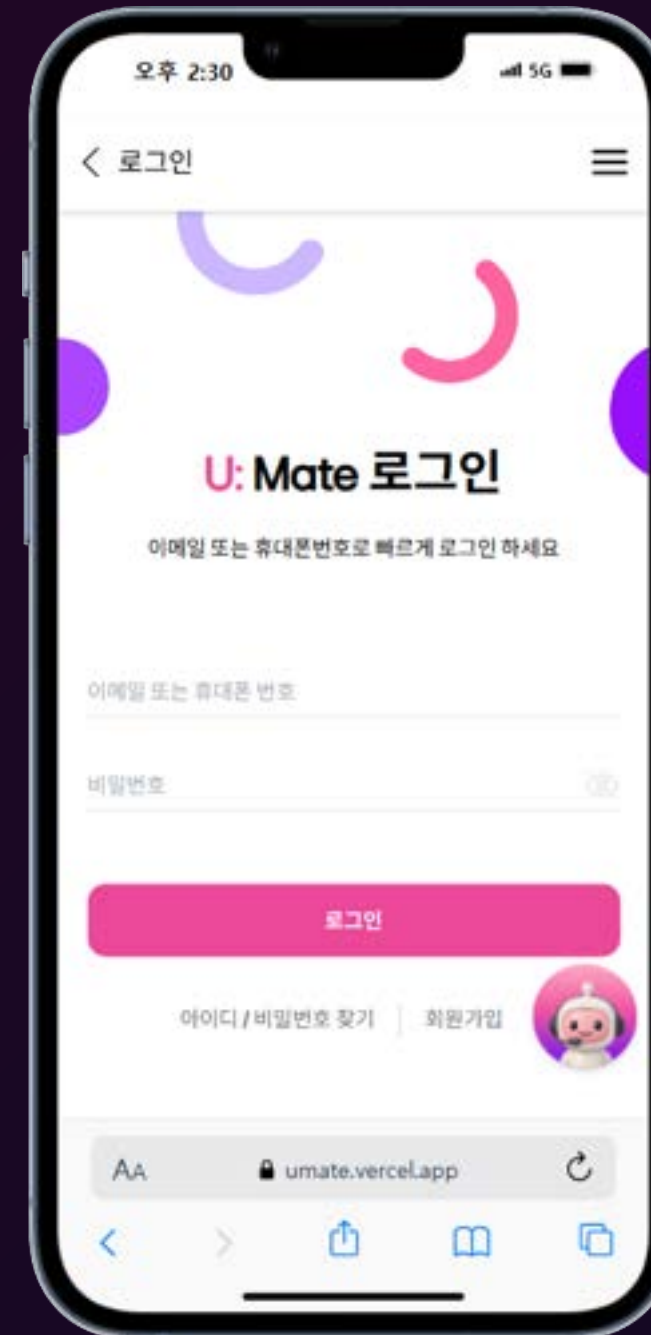 오후 2:30
5G
로그인
U: Mate 로그인
이메일 또는 휴대폰번호로 빠르게 로그인 하세요
이메일 또는 휴대폰 번호
비밀번호
로그인
아이디 / 비밀번호 찾기 | 회원가입
AA umate.vercel.app